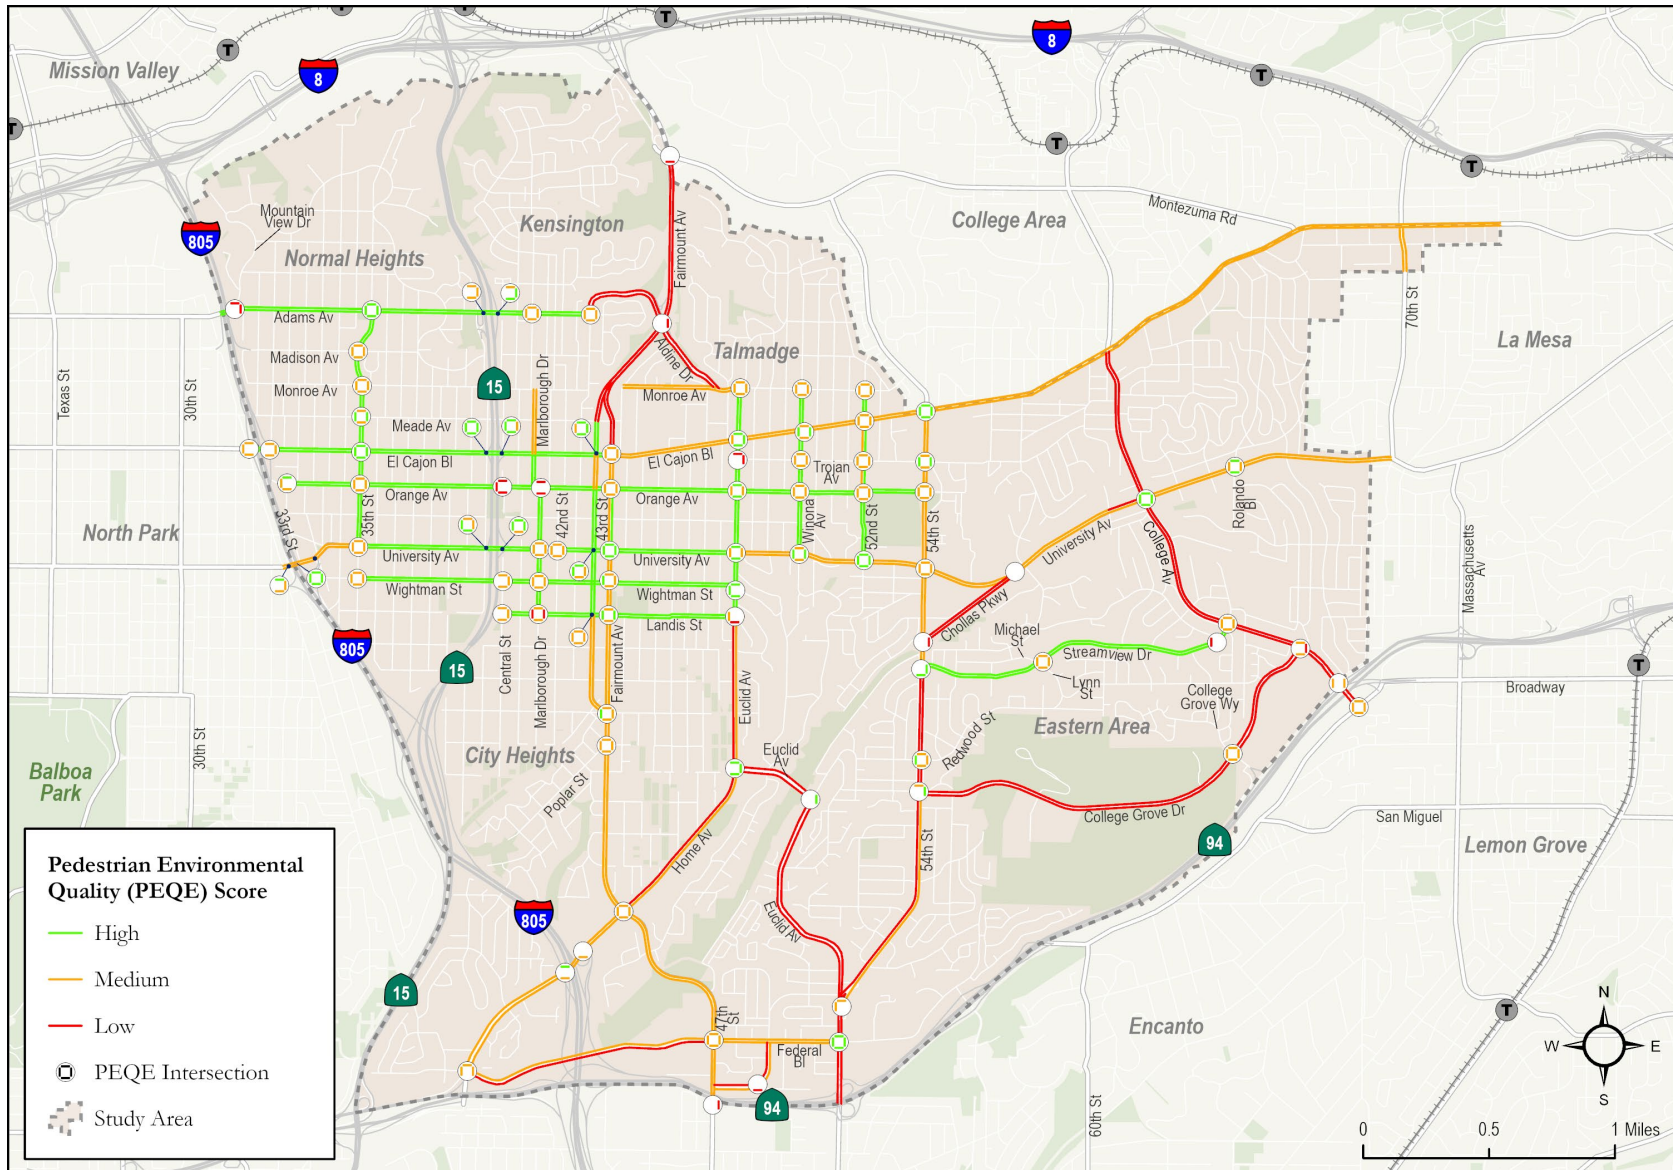 T
T
T
T
T
8
8
Mission Valley
T
T
T
Mountain
View Dr
Kensington
Fairmount Av
College Area
Montezuma Rd
805
Normal Heights
70th St
Adams Av
Aldine Dr
Talmadge
La Mesa
Madison Av
Texas St
30th St
15
Marlborough Dr
Monroe Av
Monroe Av
Meade Av
El Cajon Bl
El Cajon Bl
Trojan
Av
Orange Av
Orange Av
Rolando
Bl
North Park
33rd St
35th St
42nd St
43rd St
Winona
Av
52nd St
54th St
University Av
University Av
University Av
College Av
Massachusetts
Av
Wightman St
Wightman St
Landis St
Chollas Pkwy
Michael
St
Streamview Dr
Lynn
St
805
15
Central St
Marlborough Dr
Fairmount Av
Euclid Av
College
Grove Wy
Broadway
T
30th St
Redwood St
Eastern Area
City Heights
Euclid
Av
Balboa
Park
Poplar St
College Grove Dr
San Miguel
Home Av
54th St
94
Lemon Grove
Euclid Av
805
15
47th
St
Federal
Bl
94
Encanto
60th St
T
Pedestrian Environmental
Quality (PEQE) Score
High
Medium
Low
PEQE Intersection
Study Area
N
W
E
S
0
0.5
1 Miles